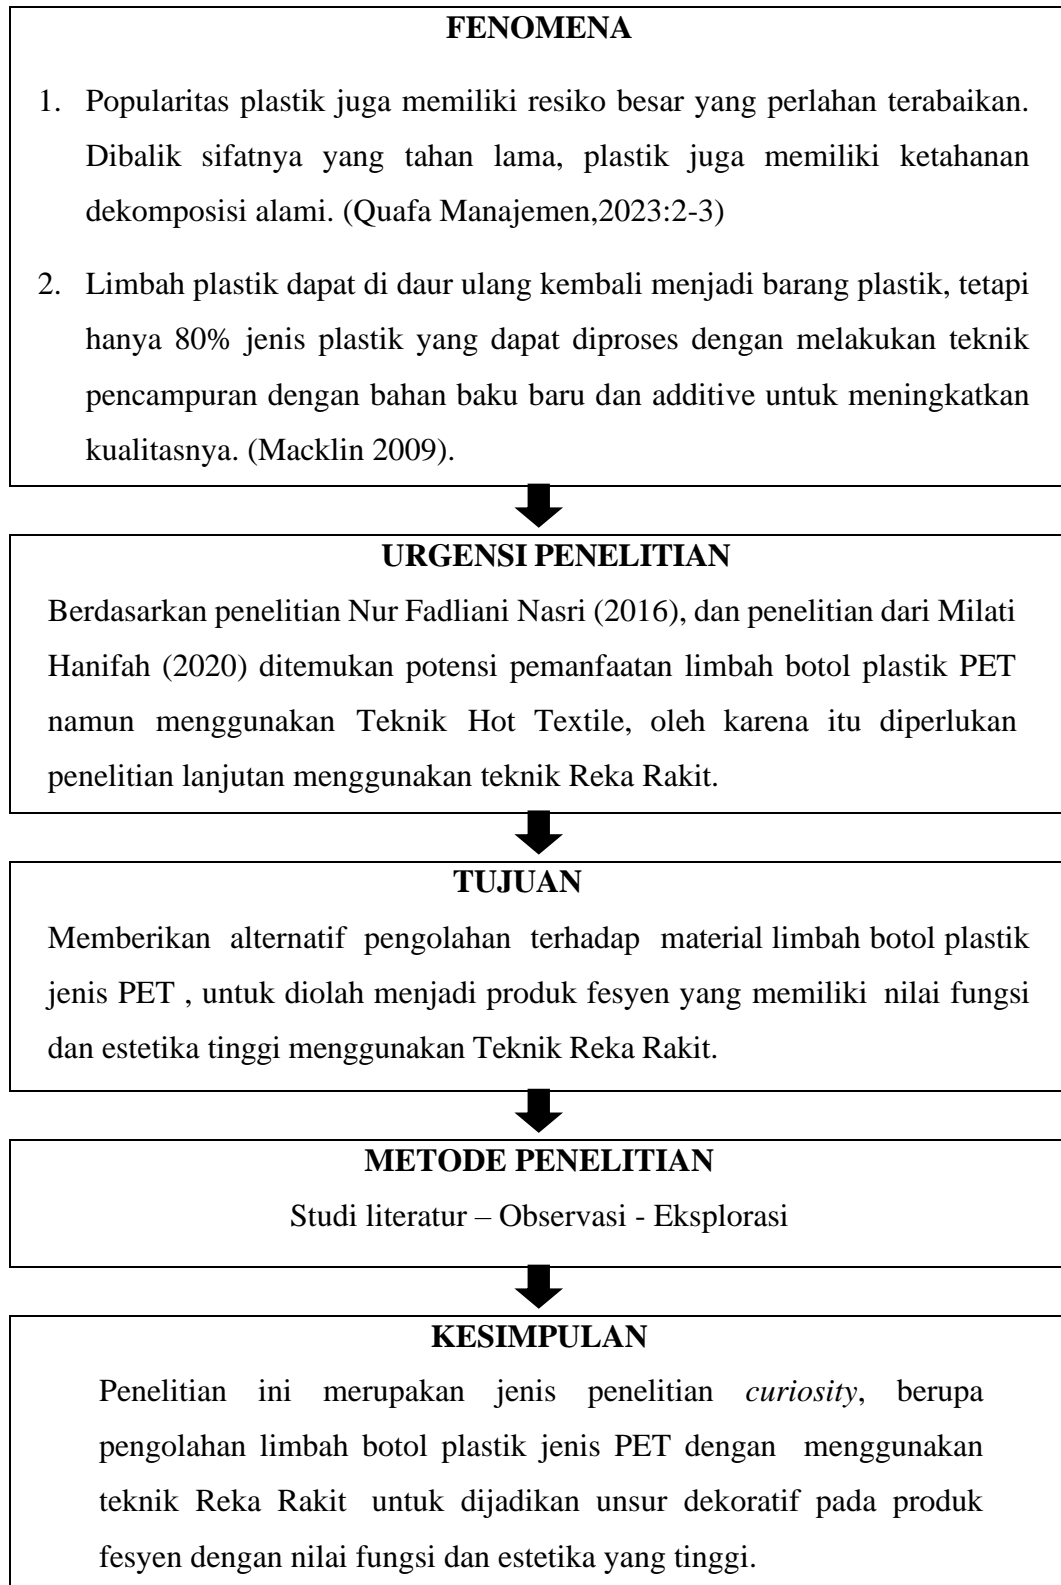 FENOMENA
1. Popularitas plastik juga memiliki resiko besar yang perlahan terabaikan.
Dibalik sifatnya yang tahan lama, plastik juga memiliki ketahanan
dekomposisi alami. (Quafa Manajemen,2023:2-3)
2. Limbah plastik dapat di daur ulang kembali menjadi barang plastik, tetapi
hanya 80% jenis plastik yang dapat diproses dengan melakukan teknik
pencampuran dengan bahan baku baru dan additive untuk meningkatkan
kualitasnya. (Macklin 2009).
URGENSI PENELITIAN
Berdasarkan penelitian Nur Fadliani Nasri (2016), dan penelitian dari Milati
Hanifah (2020) ditemukan potensi pemanfaatan limbah botol plastik PET
namun menggunakan Teknik Hot Textile, oleh karena itu diperlukan
penelitian lanjutan menggunakan teknik Reka Rakit.
TUJUAN
Memberikan alternatif pengolahan terhadap material limbah botol plastik
jenis PET , untuk diolah menjadi produk fesyen yang memiliki nilai fungsi
dan estetika tinggi menggunakan Teknik Reka Rakit.
METODE PENELITIAN
Studi literatur – Observasi - Eksplorasi
KESIMPULAN
Penelitian ini merupakan jenis penelitian curiosity, berupa
pengolahan limbah botol plastik jenis PET dengan menggunakan
teknik Reka Rakit untuk dijadikan unsur dekoratif pada produk
fesyen dengan nilai fungsi dan estetika yang tinggi.